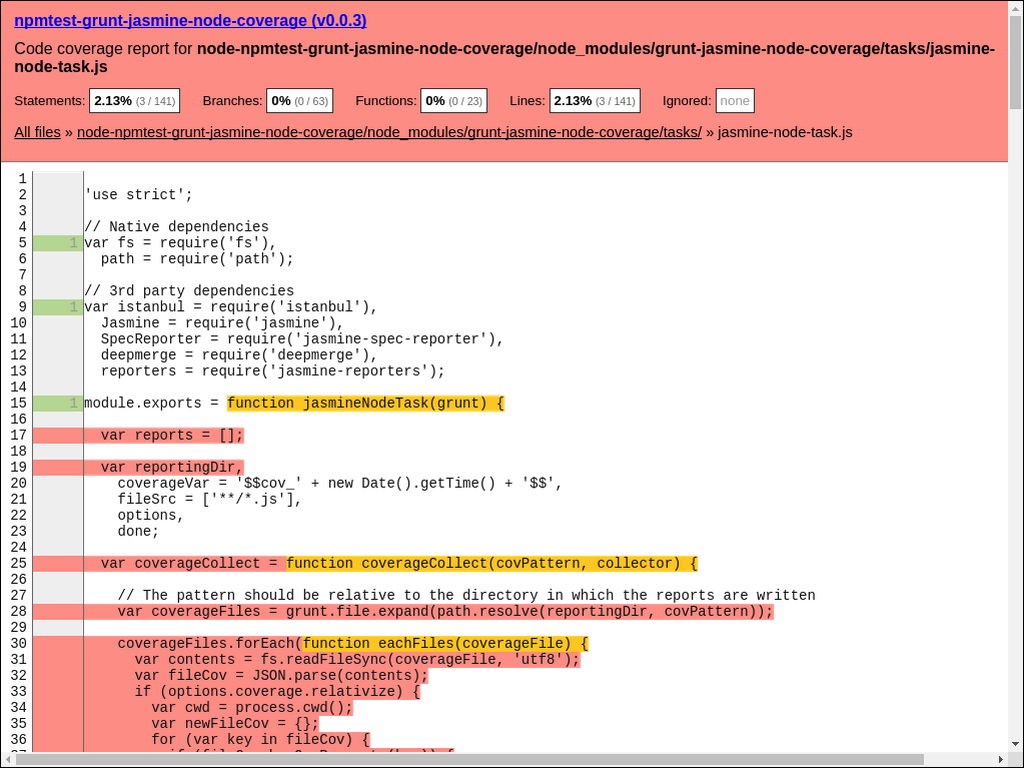 npmtest-grunt-jasmine-node-coverage (v0.0.3)
Code coverage report for node-npmtest-grunt-jasmine-node-coverage/node_modules/grunt-jasmine-node-coverage/tasks/jasmine-
node-task.js
Statements: 2.13% (3 / 141) Branches: 0% (0 / 63) Functions: 0% (0 / 23) Lines: 2.13% (3 / 141) Ignored: none
All files » node-npmtest-grunt-jasmine-node-coverage/node_modules/grunt-jasmine-node-coverage/tasks/ » jasmine-node-task.js
1
2 'use strict';
3
4 // Native dependencies
5 1 var fs = require('fs'),
6 path = require('path');
7
8 // 3rd party dependencies
9 1 var istanbul = require('istanbul'),
10 Jasmine = require('jasmine'),
11 SpecReporter = require('jasmine-spec-reporter'),
12 deepmerge = require('deepmerge'),
13 reporters = require('jasmine-reporters');
14
15 1 module.exports = function jasmineNodeTask(grunt) {
16
17 var reports = [];
18
19 var reportingDir,
20 coverageVar = '$$cov_' + new Date().getTime() + '$$',
21 fileSrc = ['**/*.js'],
22 options,
23 done;
24
25 var coverageCollect = function coverageCollect(covPattern, collector) {
26
27 // The pattern should be relative to the directory in which the reports are written
28 var coverageFiles = grunt.file.expand(path.resolve(reportingDir, covPattern));
29
30 coverageFiles.forEach(function eachFiles(coverageFile) {
31 var contents = fs.readFileSync(coverageFile, 'utf8');
32 var fileCov = JSON.parse(contents);
33 if (options.coverage.relativize) {
34 var cwd = process.cwd();
35 var newFileCov = {};
36 for (var key in fileCov) {